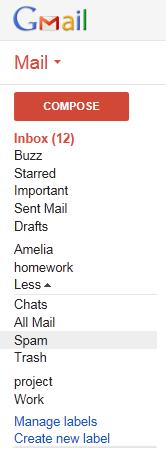 Gmail
Mail
COMPOSE
Inbox (12)
Buzz
Starred
Important
Sent Mail
Drafts
Amelia
homework
Less
Chats
All Mail
Spam
Trash
project
Work
Manage labels
Create new label